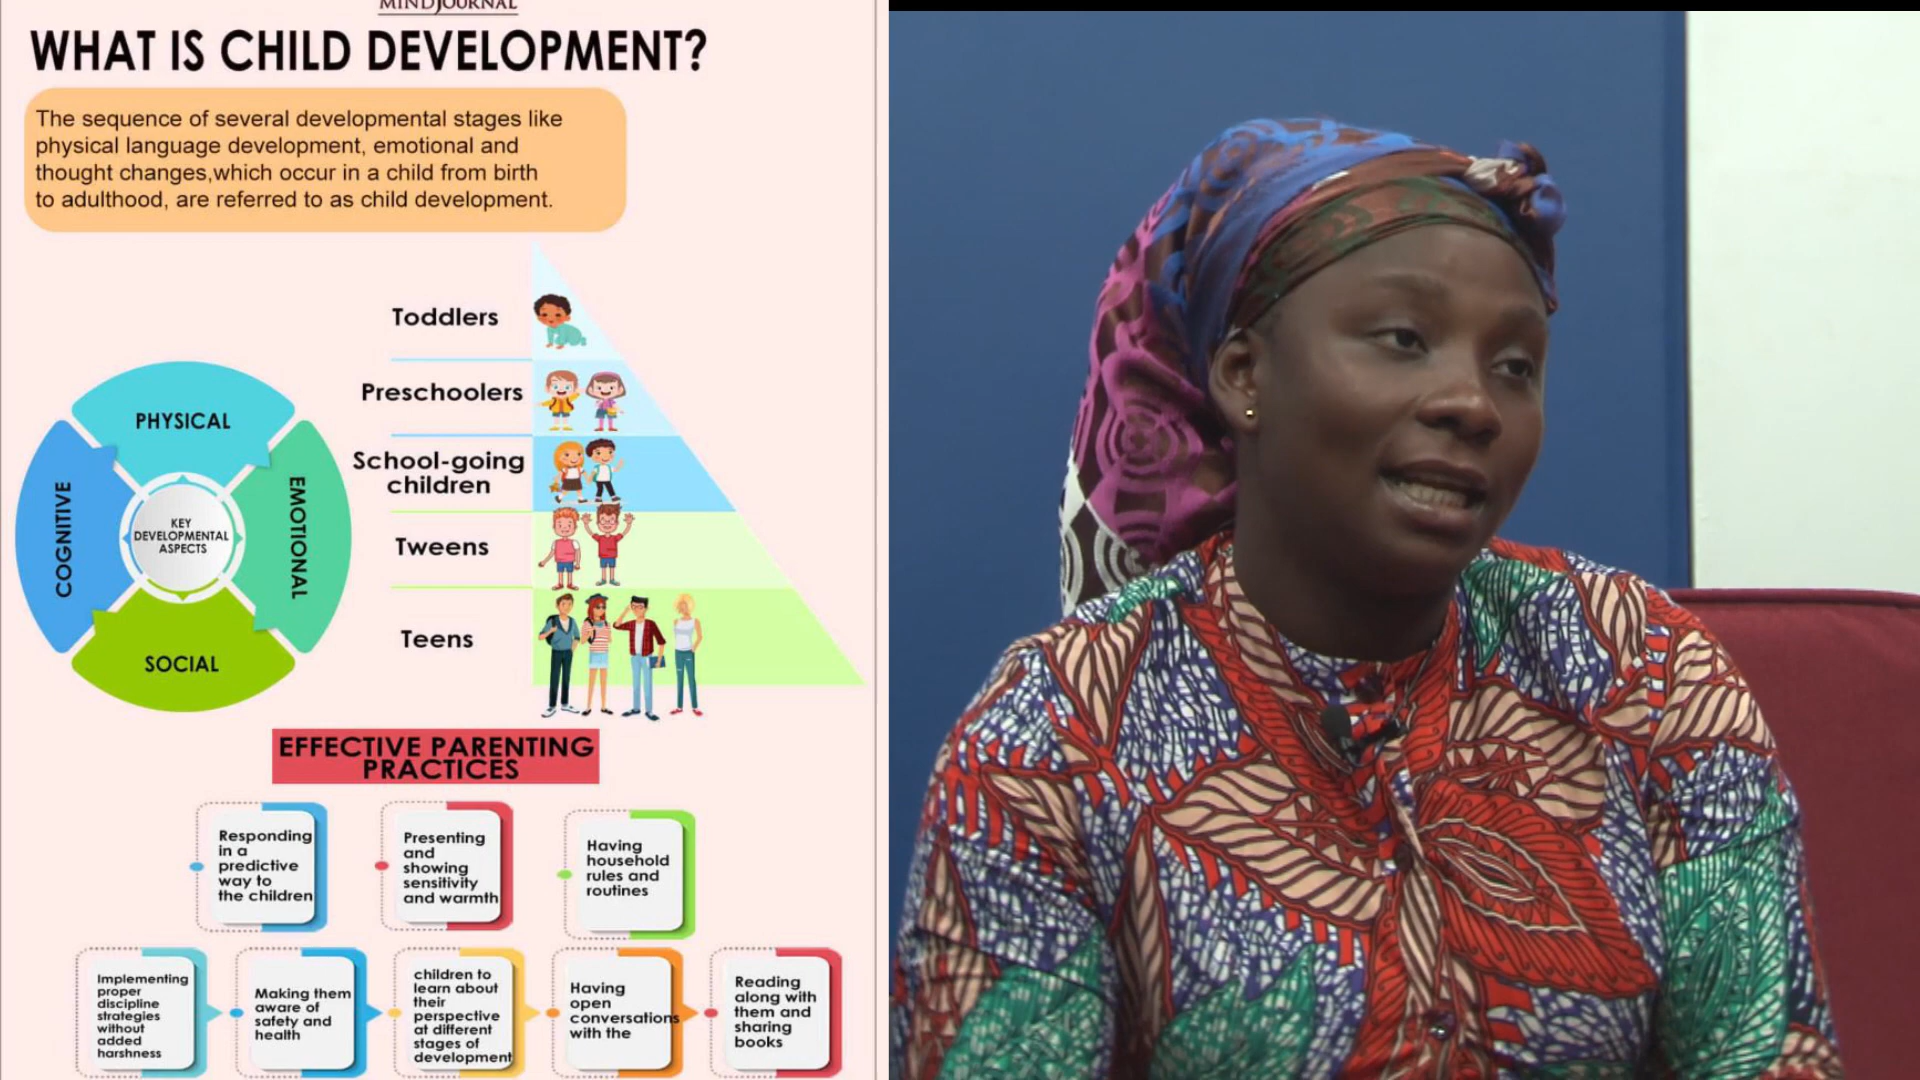 MINDJOURNAL
WHAT IS CHILD DEVELOPMENT?
The sequence of several developmental stages like
physical language development, emotional and
thought changes,which occur in a child from birth
to adulthood, are referred to as child development.
Toddlers
Preschoolers
School-going
children
Tweens
Teens
PHYSICAL
COGNITIVE
EMOTIONAL
SOCIAL
KEY
DEVELOPMENTAL
ASPECTS
EFFECTIVE PARENTING
PRACTICES
Responding
in a
predictive
way to
the children
Presenting
and
showing
sensitivity
and warmth
Having
household
rules and
routines
Implementing
proper
discipline
strategies
without
added
harshness
Making them
aware of
safety and
health
children to
learn about
their
perspective
at different
stages of
development
Having
open
conversations
with the
Reading
along with
them and
sharing
books